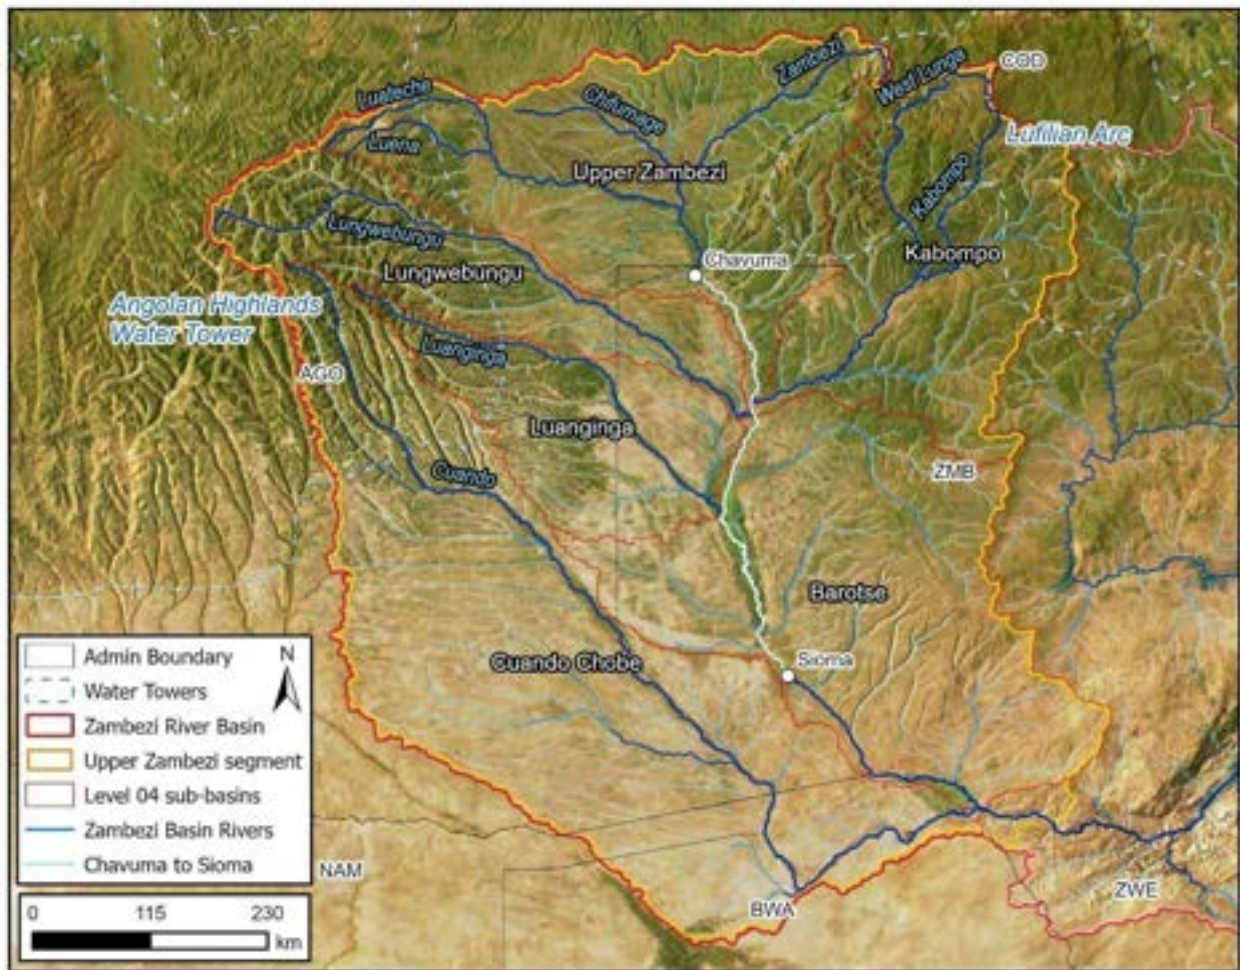 Zambezi
West Lunga
COD
Luateche
Chifumage
Luena
Lufilian Arc
Upper Zambezi
Kabompo
Lungwebungu
Kabompo
Lungwebungu
Chavuma
Angolan Highlands
Water Tower
Luanginga
AGO
Luanginga
Cuando
ZMB
Barotse
Cuando Chobe
Sioma
Admin Boundary
N
Water Towers
Zambezi River Basin
Upper Zambezi segment
Level 04 sub-basins
Zambezi Basin Rivers
Chavuma to Sioma
NAM
BWA
ZWE
0 115 230
km